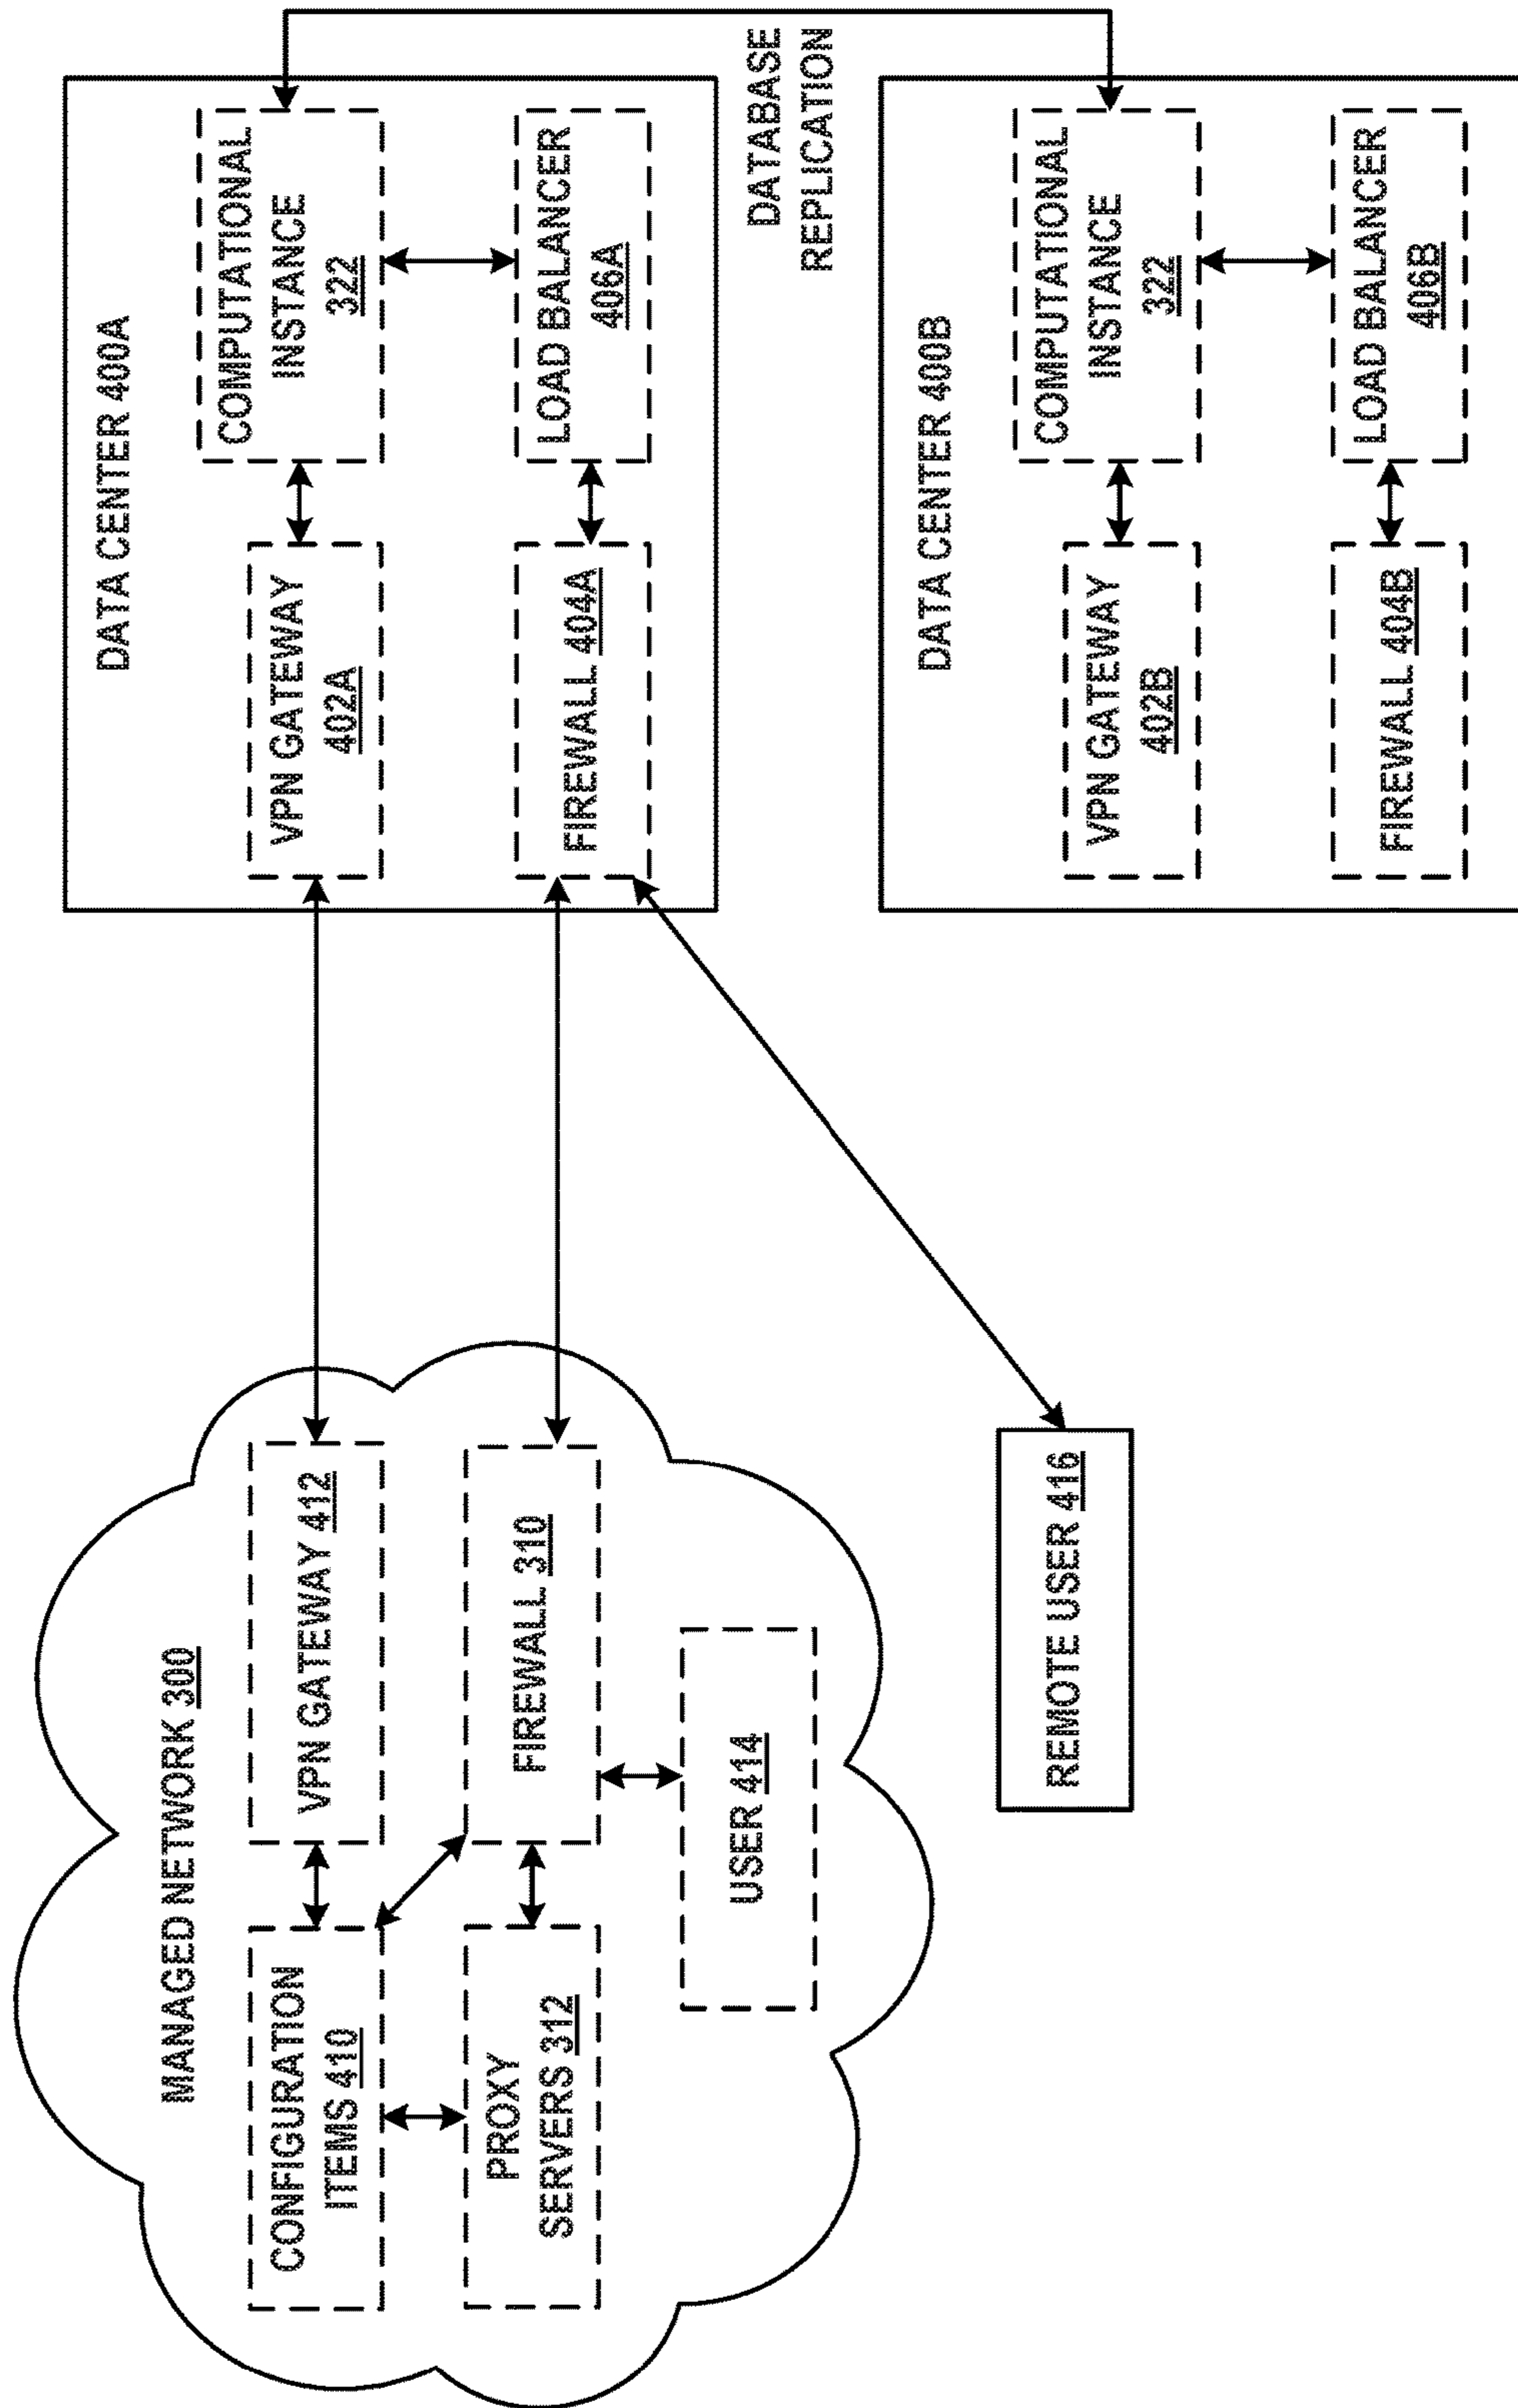 MANAGED NETWORK 300
CONFIGURATION
ITEMS 410
VPN GATEWAY 412
PROXY
SERVERS 312
FIREWALL 310
USER 414
REMOTE USER 416
DATA CENTER 400A
VPN GATEWAY
402A
COMPUTATIONAL
INSTANCE
322
FIREWALL 404A
LOAD BALANCER
406A
DATABASE
REPLICATION
DATA CENTER 400B
VPN GATEWAY
402B
COMPUTATIONAL
INSTANCE
322
FIREWALL 404B
LOAD BALANCER
406B